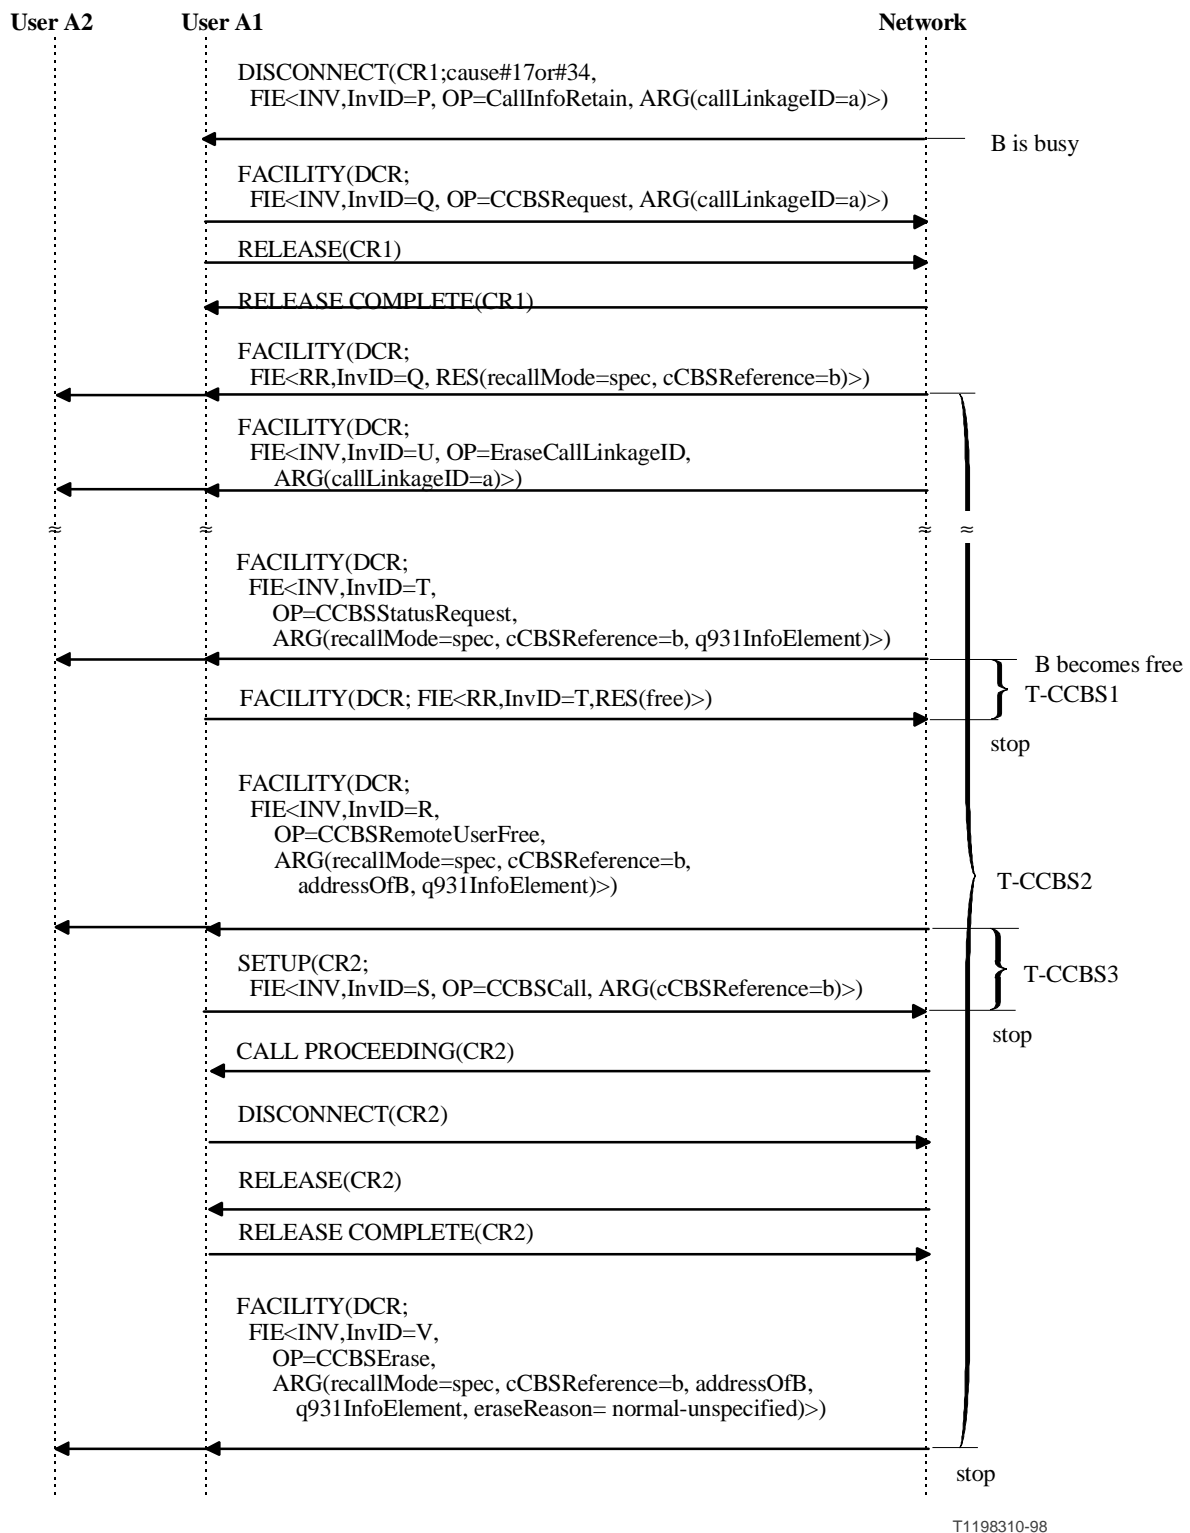 User A2 User A1 Network
DISCONNECT(CR1;cause#17or#34,
FIE<INV,InvID=P, OP=CallInfoRetain, ARG(callLinkageID=a)>)
B is busy
FACILITY(DCR;
FIE<INV,InvID=Q, OP=CCBSRequest, ARG(callLinkageID=a)>)
RELEASE(CR1)
RELEASE COMPLETE(CR1)
FACILITY(DCR;
FIE<RR,InvID=Q, RES(recallMode=spec, cCBSReference=b)>)
FACILITY(DCR;
FIE<INV,InvID=U, OP=EraseCallLinkageID,
ARG(callLinkageID=a)>)
≈ ≈ ≈ ≈
FACILITY(DCR;
FIE<INV,InvID=T,
OP=CCBSStatusRequest,
ARG(recallMode=spec, cCBSReference=b, q931InfoElement)>)
B becomes free
T-CCBS1
FACILITY(DCR; FIE<RR,InvID=T,RES(free)>)
stop
FACILITY(DCR;
FIE<INV,InvID=R,
OP=CCBSRemoteUserFree,
ARG(recallMode=spec, cCBSReference=b,
addressOfB, q931InfoElement)>)
T-CCBS2
SETUP(CR2;
FIE<INV,InvID=S, OP=CCBSCall, ARG(cCBSReference=b)>)
T-CCBS3
stop
CALL PROCEEDING(CR2)
DISCONNECT(CR2)
RELEASE(CR2)
RELEASE COMPLETE(CR2)
FACILITY(DCR;
FIE<INV,InvID=V,
OP=CCBSErase,
ARG(recallMode=spec, cCBSReference=b, addressOfB,
q931InfoElement, eraseReason= normal-unspecified)>)
stop
T1198310-98